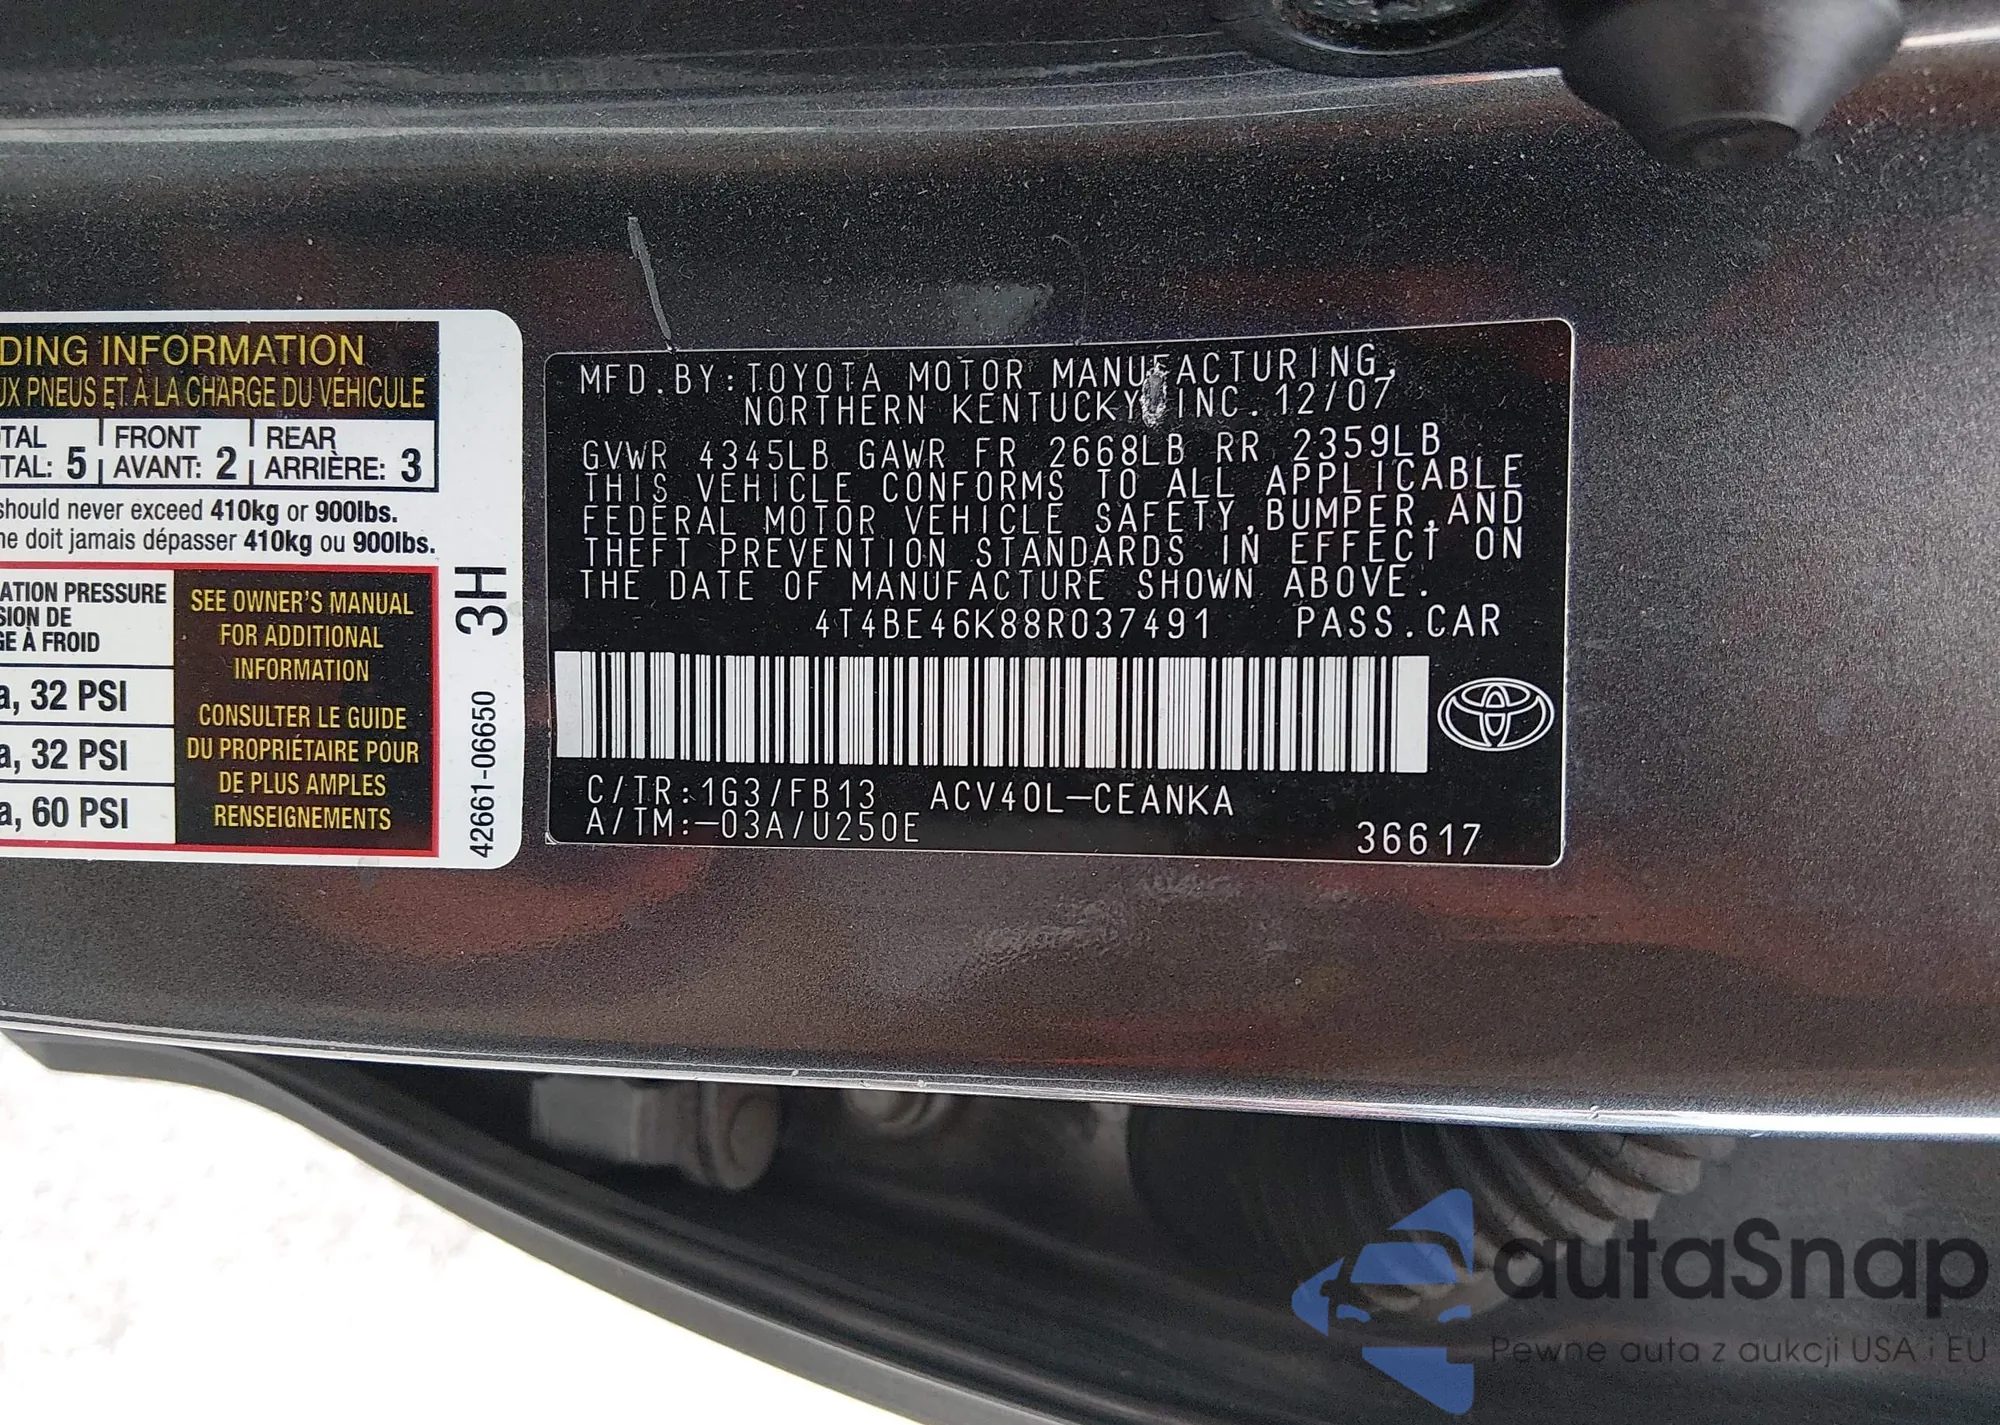 DING INFORMATION
UX PNEUS ET À LA CHARGE DU VÉHICULE
TAL FRONT REAR
TAL: 5 AVANT: 2 ARRIÈRE: 3
should never exceed 410kg or 900lbs.
ne doit jamais dépasser 410kg ou 900lbs.
ATION PRESSURE
SION DE
GE À FROID
a, 32 PSI
a, 32 PSI
a, 60 PSI
SEE OWNER'S MANUAL
FOR ADDITIONAL
INFORMATION
CONSULTER LE GUIDE
DU PROPRIÉTAIRE POUR
DE PLUS AMPLES
RENSEIGNEMENTS
3H
42661-06650
MFD.BY:TOYOTA MOTOR MANUFACTURING,
NORTHERN KENTUCKY, INC. 12/07
GVWR 4345LB GAWR FR 2668LB RR 2359LB
THIS VEHICLE CONFORMS TO ALL APPLICABLE
FEDERAL MOTOR VEHICLE SAFETY,BUMPER,AND
THEFT PREVENTION STANDARDS IN EFFECT ON
THE DATE OF MANUFACTURE SHOWN ABOVE.
4T4BE46K88R037491 PASS.CAR
C/TR:1G3/FB13 ACV40L-CEANKA
A/TM:-03A/U250E
36617
autaSnap
Pewne auta z aukcji USA i EU